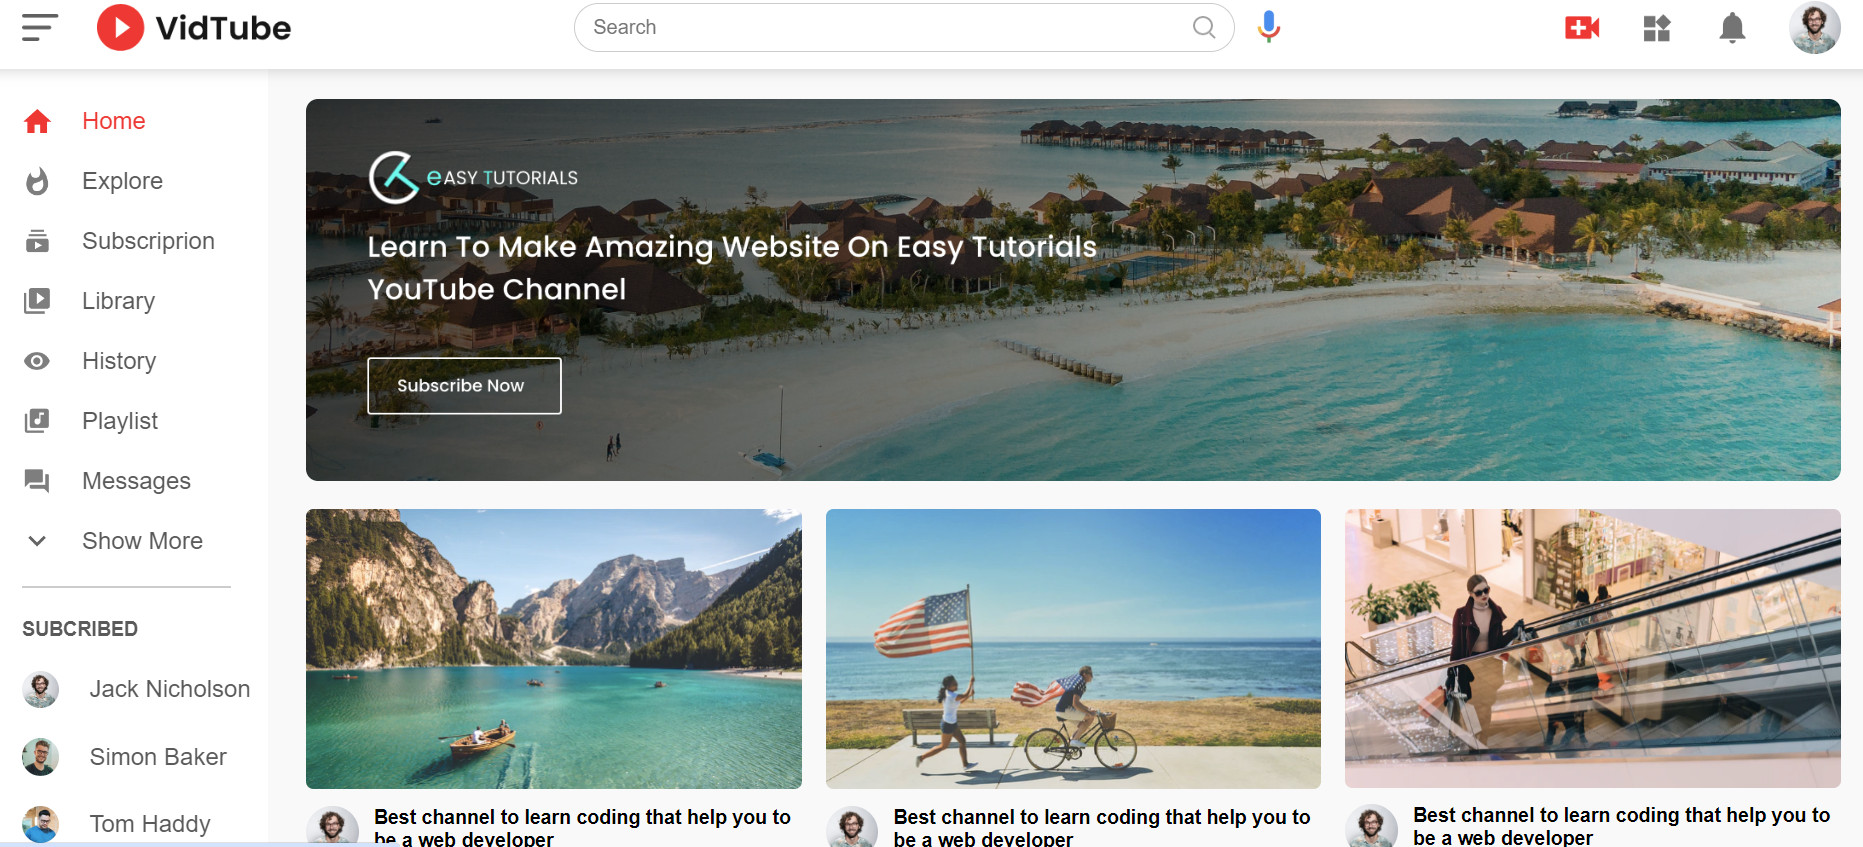 VidTube
Search
Home
Explore
Subscriprion
Library
History
Playlist
Messages
Show More
SUBCRIBED
Jack Nicholson
Simon Baker
Tom Haddy
eASY TUTORIALS
Learn To Make Amazing Website On Easy Tutorials
YouTube Channel
Subscribe Now
Best channel to learn coding that help you to
be a web developer
Best channel to learn coding that help you to
be a web developer
Best channel to learn coding that help you to
be a web developer